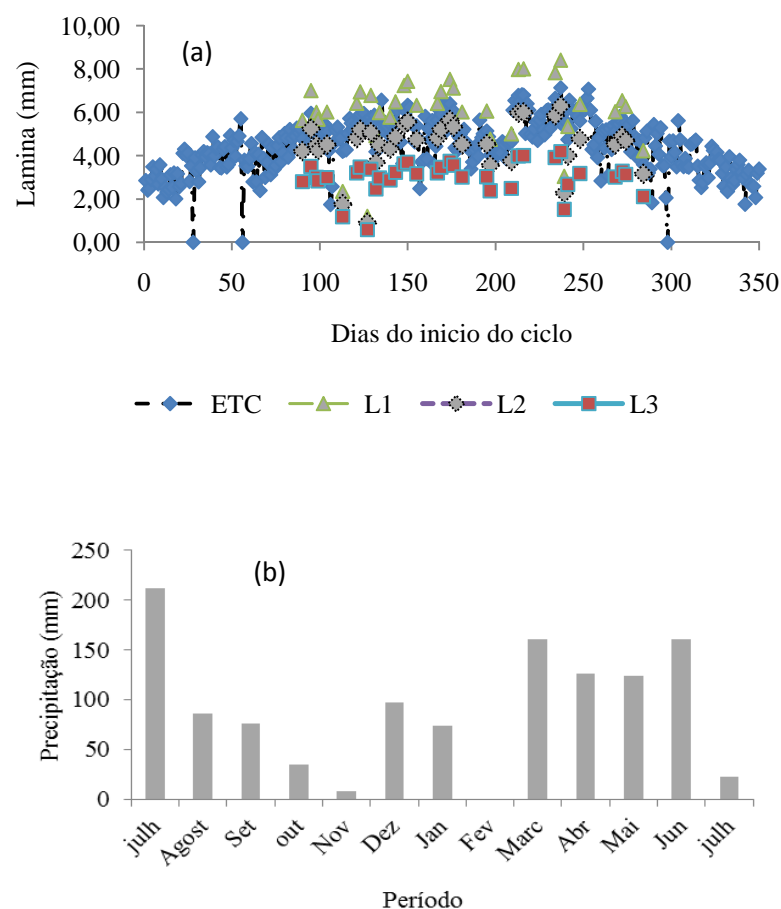 10,00
(a)
8,00
6,00
4,00
2,00
0,00
Lamina (mm)
0 50 100 150 200 250 300 350
Dias do inicio do ciclo
ETC L1 L2 L3
250
(b)
200
150
100
50
0
Precipitação (mm)
julh Agost Set out Nov Dez Jan Fev Marc Abr Mai Jun julh
Período